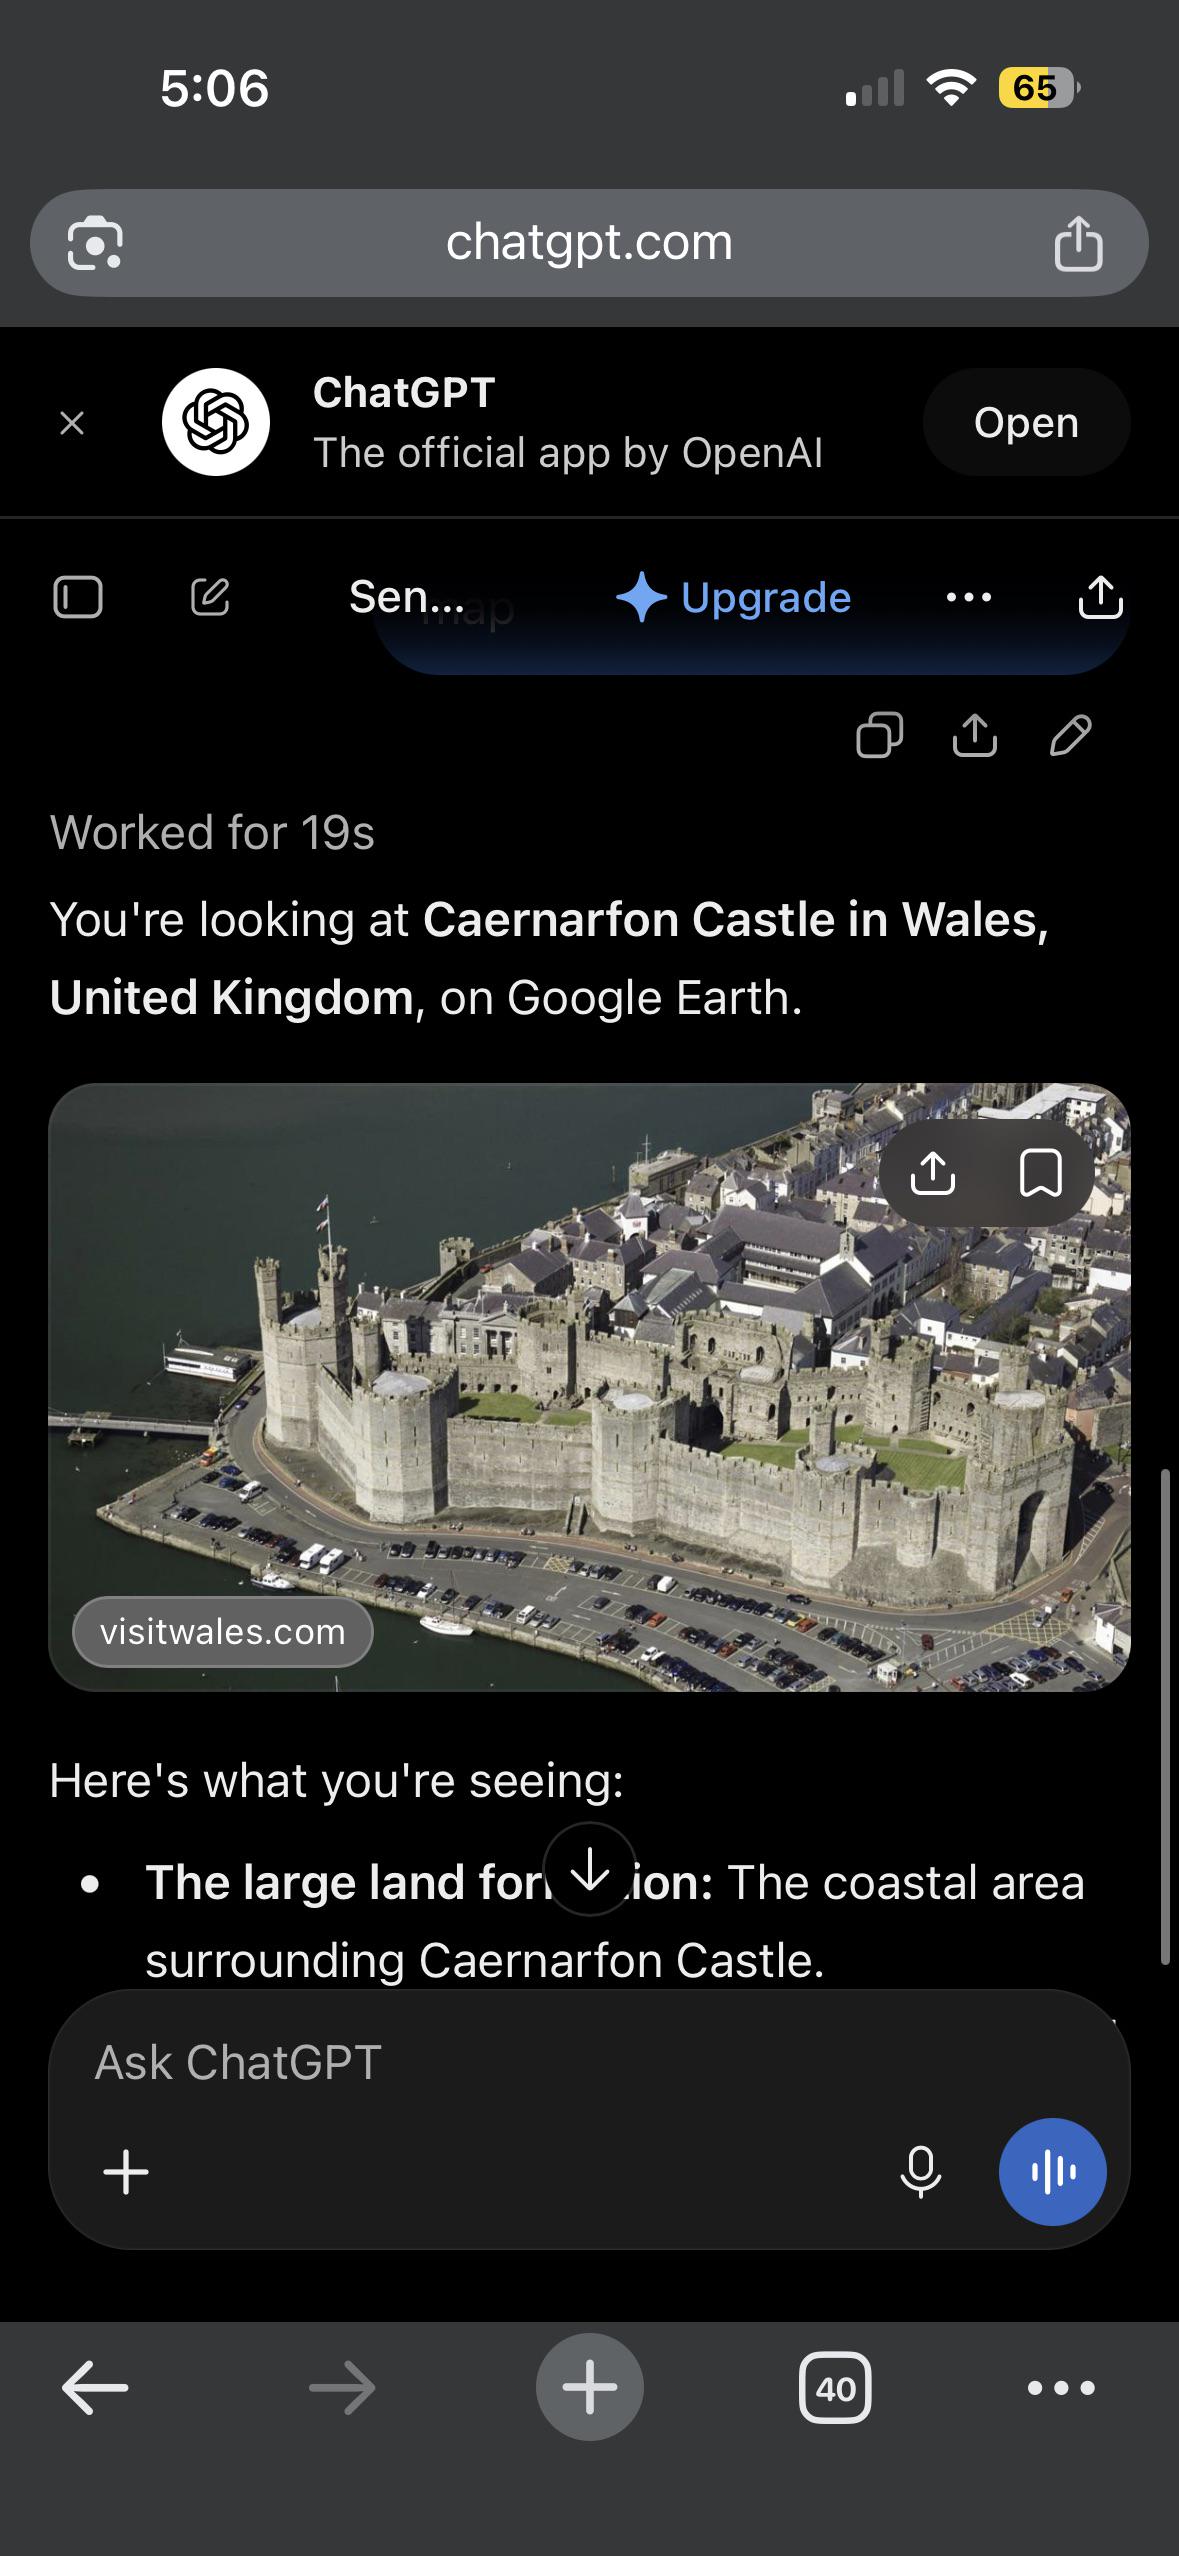 5:06
65
chatgpt.com
ChatGPT
The official app by OpenAI
Open
Sen...
map
Upgrade
Worked for 19s
You're looking at Caernarfon Castle in Wales,
United Kingdom, on Google Earth.
visitwales.com
Here's what you're seeing:
The large land for ion: The coastal area
surrounding Caernarfon Castle.
Ask ChatGPT
40